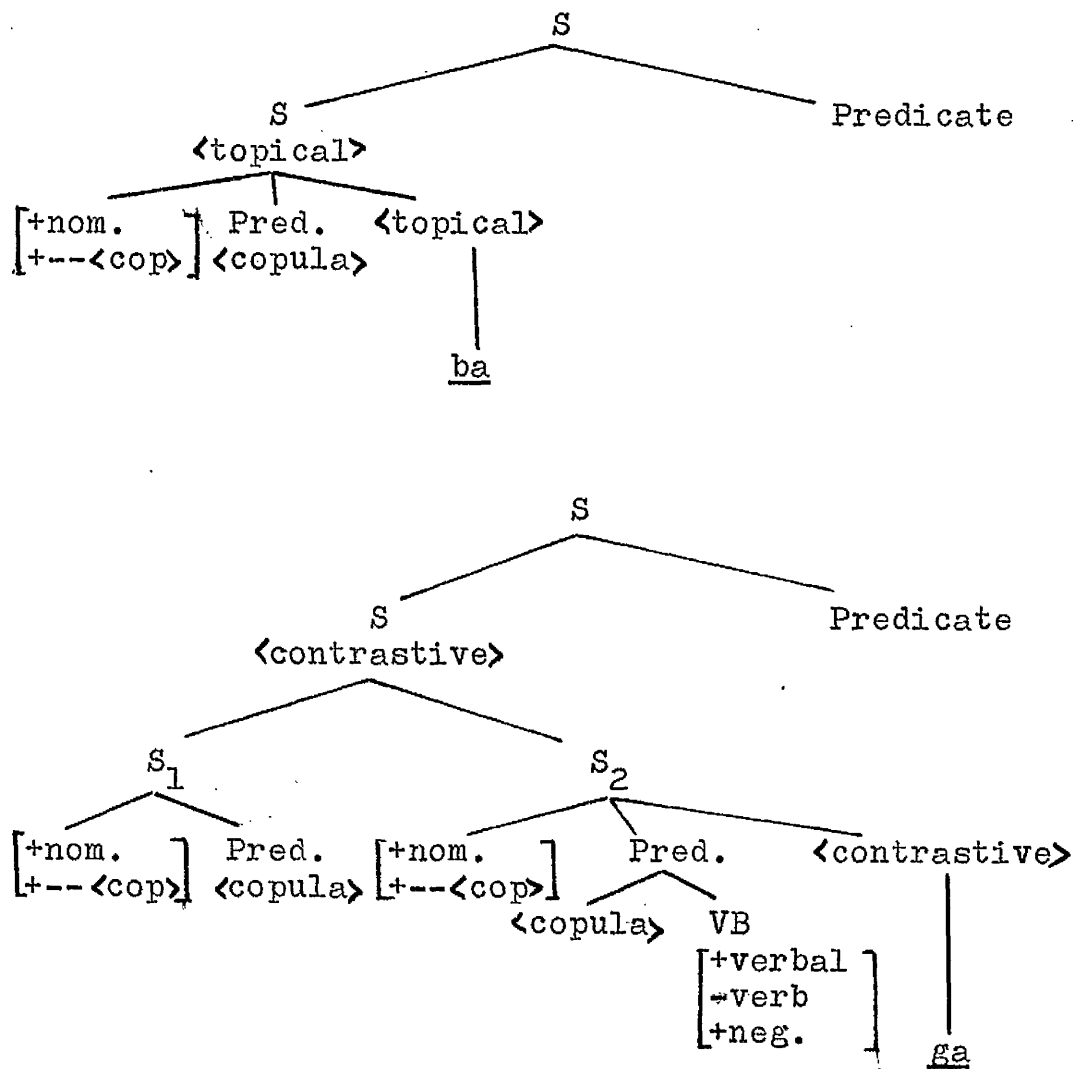 S
S Predicate
<topical>
[+nom. ] Pred. <topical>
[+--<cop>] <copula>
ba
S
S Predicate
<contrastive>
S1 S2
[+nom. ] Pred. [+nom. ] Pred. <contrastive>
[+--<cop>] <copula> [+--<cop>]
<copula> VB
[+verbal ]
-verb
[+neg. ]
ga